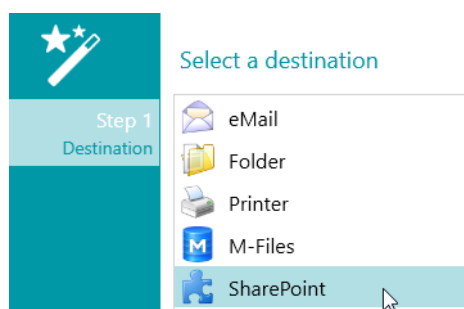 Select a destination
Step 1
Destination
eMail
Folder
Printer
M
M-Files
SharePoint